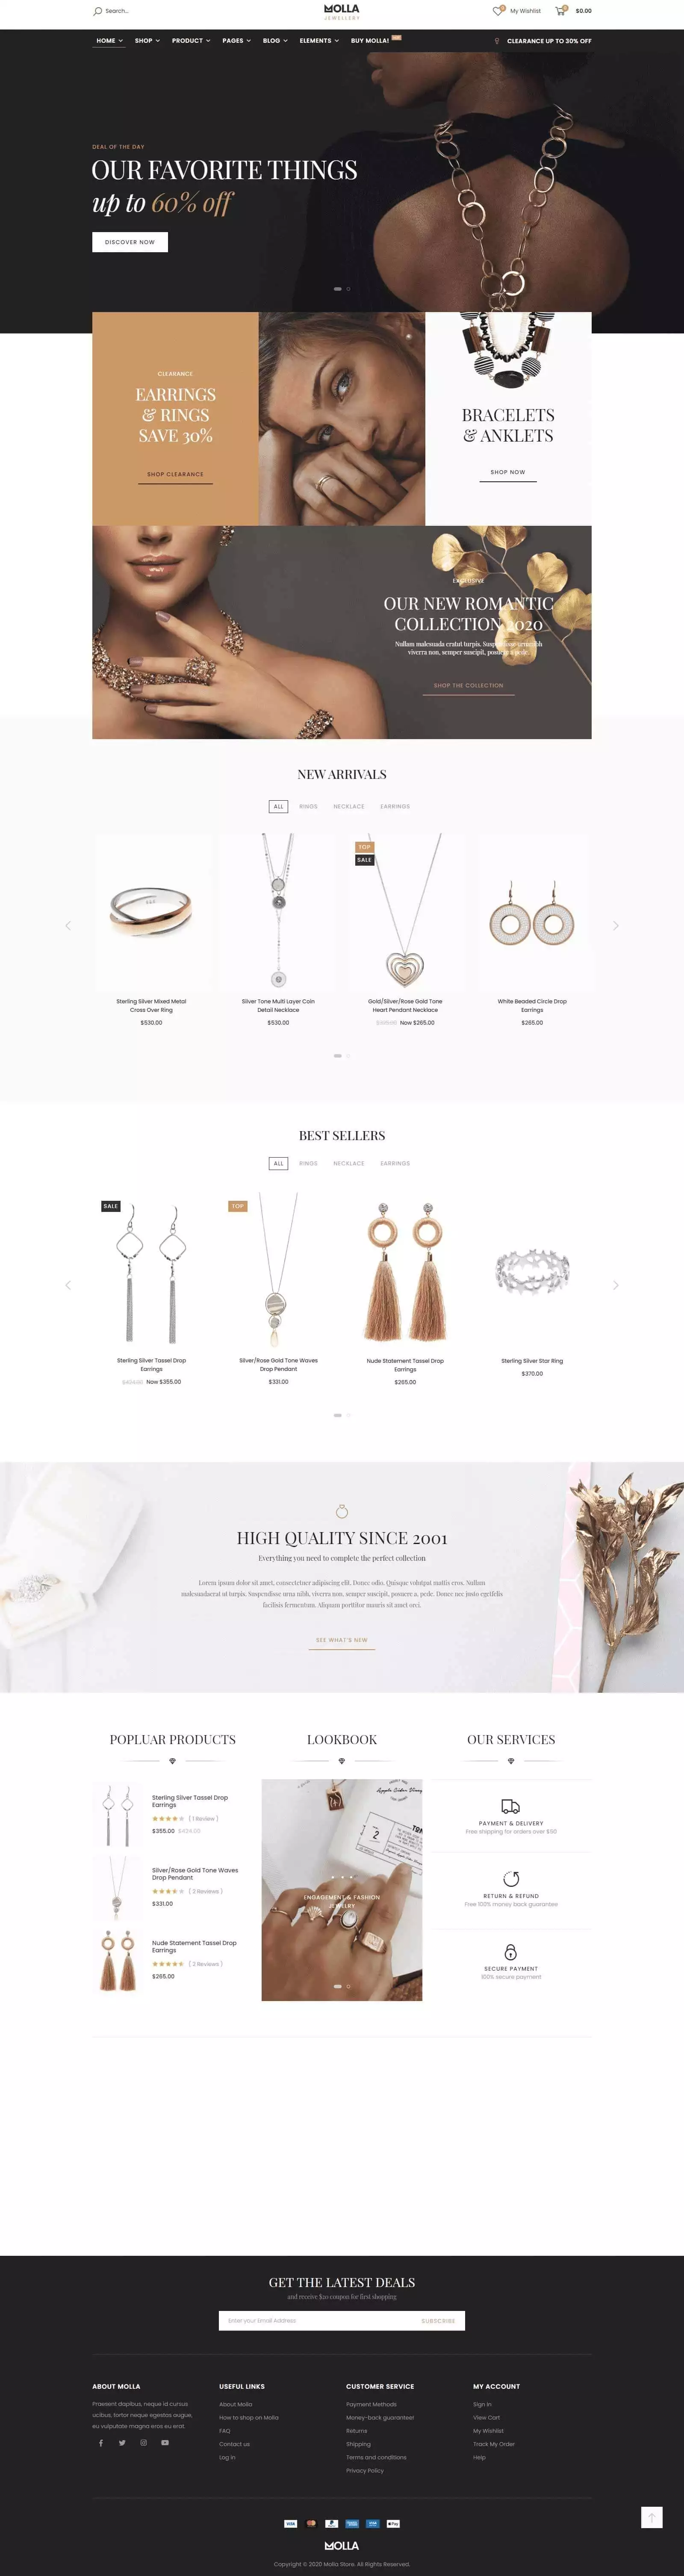 Search...
MOLLA
JEWELLERY
My Wishlist
$0.00
HOME SHOP PRODUCT PAGES BLOG ELEMENTS BUY MOLLA!
CLEARANCE UP TO 30% OFF
DEAL OF THE DAY
OUR FAVORITE THINGS
up to 60% off
DISCOVER NOW
CLEARANCE
EARRINGS
& RINGS
SAVE 30%
SHOP CLEARANCE
BRACELETS
& ANKLETS
SHOP NOW
EXCLUSIVE
OUR NEW ROMANTIC
COLLECTION 2020
Nullam malesuada eratut turpis. Suspendisse urna nibh
viverra non, semper suscipit, posuere a pede.
SHOP THE COLLECTION
NEW ARRIVALS
ALL RINGS NECKLACE EARRINGS
TOP
SALE
Sterling Silver Mixed Metal
Cross Over Ring
$530.00
Silver Tone Multi Layer Coin
Detail Necklace
$530.00
Gold/Silver/Rose Gold Tone
Heart Pendant Necklace
Now $265.00
White Beaded Circle Drop
Earrings
$265.00
BEST SELLERS
ALL RINGS NECKLACE EARRINGS
SALE
TOP
Sterling Silver Tassel Drop
Earrings
$424.00 Now $355.00
Silver/Rose Gold Tone Waves
Drop Pendant
$331.00
Nude Statement Tassel Drop
Earrings
$265.00
Sterling Silver Star Ring
$370.00
HIGH QUALITY SINCE 2001
Everything you need to complete the perfect collection
Lorem ipsum dolor sit amet, consectetuer adipiscing elit. Donec odio. Quisque volutpat mattis eros. Nullam
malesuadaerat ut turpis. Suspendisse urna nibh, viverra non, semper suscipit, posuere a, pede. Donec nec justo egetfelis
facilisis fermentum. Aliquam porttitor mauris sit amet orci.
SEE WHAT'S NEW
POPLUAR PRODUCTS
Sterling Silver Tassel Drop
Earrings
( 1 Review )
$355.00 $424.00
Silver/Rose Gold Tone Waves
Drop Pendant
( 3 Reviews )
$331.00
Nude Statement Tassel Drop
Earrings
( 3 Reviews )
$265.00
LOOKBOOK
2
ENGAGEMENT & FASHION
JEWELRY
OUR SERVICES
PAYMENT & DELIVERY
Free shipping for orders over $50
RETURN & REFUND
Free 100% money back guarantee
SECURE PAYMENT
100% secure payment
GET THE LATEST DEALS
and receive $20 coupon for first shopping
Enter your Email Address
SUBSCRIBE
ABOUT MOLLA
Praesent dapibus, neque id cursus
ucibus, tortor neque egestas augue,
eu vulputate magna eros eu erat.
USEFUL LINKS
About Molla
How to shop on Molla
FAQ
Contact us
Log in
CUSTOMER SERVICE
Payment Methods
Money-back guarantee!
Returns
Shipping
Terms and conditions
Privacy Policy
MY ACCOUNT
Sign In
View Cart
My Wishlist
Track My Order
Help
VISA
MOLLA
Copyright © 2020 Molla Store. All Rights Reserved.